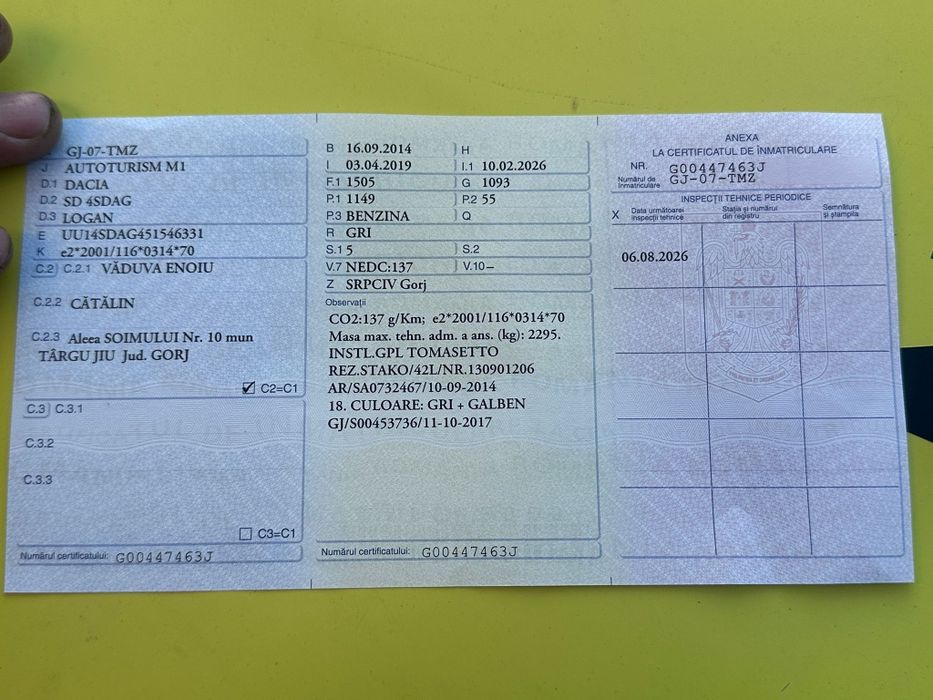 GJ-07-TMZ
J AUTOTURISM M1
D.1 DACIA
D.2 SD 4SDAG
D.3 LOGAN
E UU14SDAG451546331
K e2*2001/116*0314*70
C.2 C.2.1 VĂDUVA ENOIU
C.2.2 CĂTĂLIN
C.2.3 Aleea SOIMULUI Nr. 10 mun
TÂRGU JIU Jud. GORJ
C2=C1
C.3 C.3.1
C.3.2
C.3.3
C3=C1
Numărul certificatului: G00447463J
B 16.09.2014 H
I 03.04.2019 I.1 10.02.2026
F.1 1505 G 1093
P.1 1149 P.2 55
P.3 BENZINA Q
R GRI
S.1 5 S.2
V.7 NEDC:137 V.10 –
Z SRPCIV Gorj
Observații
CO2:137 g/Km; e2*2001/116*0314*70
Masa max. tehn. adm. a ans. (kg): 2295.
INSTL.GPL TOMASETTO
REZ.STAKO/42L/NR.130901206
AR/SA0732467/10-09-2014
18. CULOARE: GRI + GALBEN
GJ/S00453736/11-10-2017
Numărul certificatului: G00447463J
ANEXA
LA CERTIFICATUL DE ÎNMATRICULARE
NR. G00447463J
Numărul de înmatriculare GJ-07-TMZ
INSPECȚII TEHNICE PERIODICE
X Data următoarei inspecții tehnice Stația și numărul din registru Semnătura și ștampila
06.08.2026